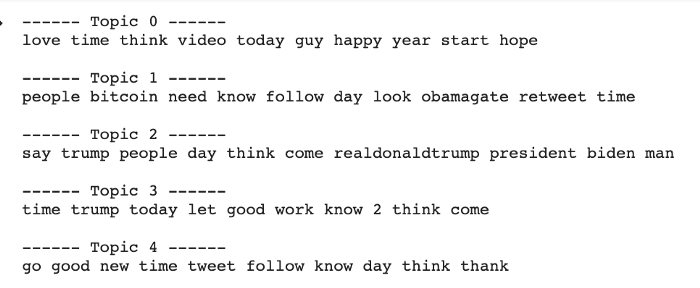 ------ Topic 0 ------
love time think video today guy happy year start hope
------ Topic 1 ------
people bitcoin need know follow day look obamagate retweet time
------ Topic 2 ------
say trump people day think come realdonaldtrump president biden man
------ Topic 3 ------
time trump today let good work know 2 think come
------ Topic 4 ------
go good new time tweet follow know day think thank